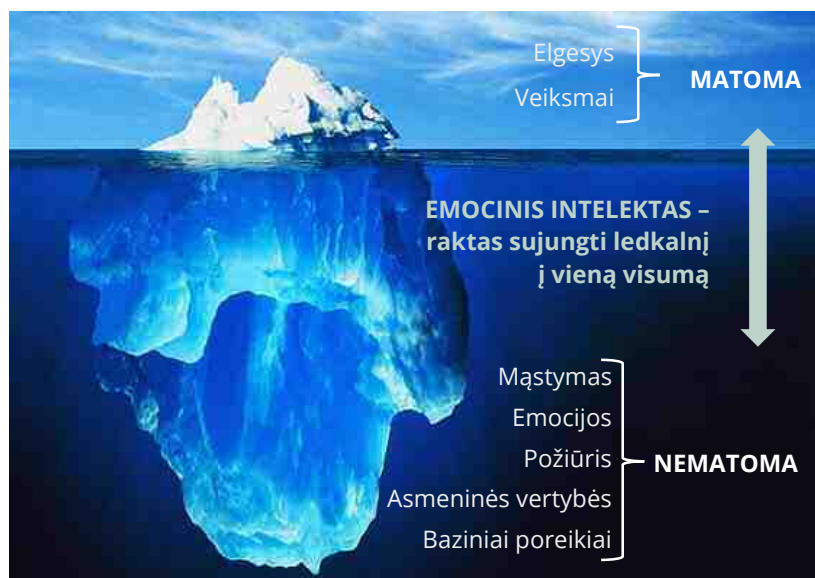 Elgesys
Veiksmai
MATOMA
EMOCINIS INTELEKTAS –
raktas sujungti ledkalnį
į vieną visumą
Mąstymas
Emocijos
Požiūris
Asmeninės vertybės
Baziniai poreikiai
NEMATOMA